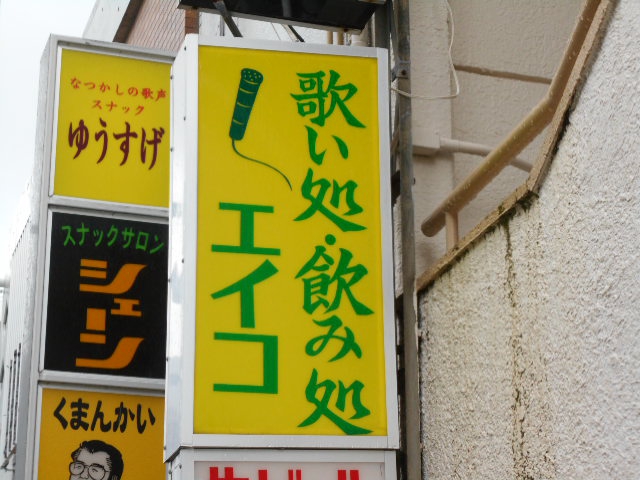 なつかしの歌声
スナック
ゆうすげ
スナックサロン
シェーン
くまんかい
歌い処・飲み処
エイコ